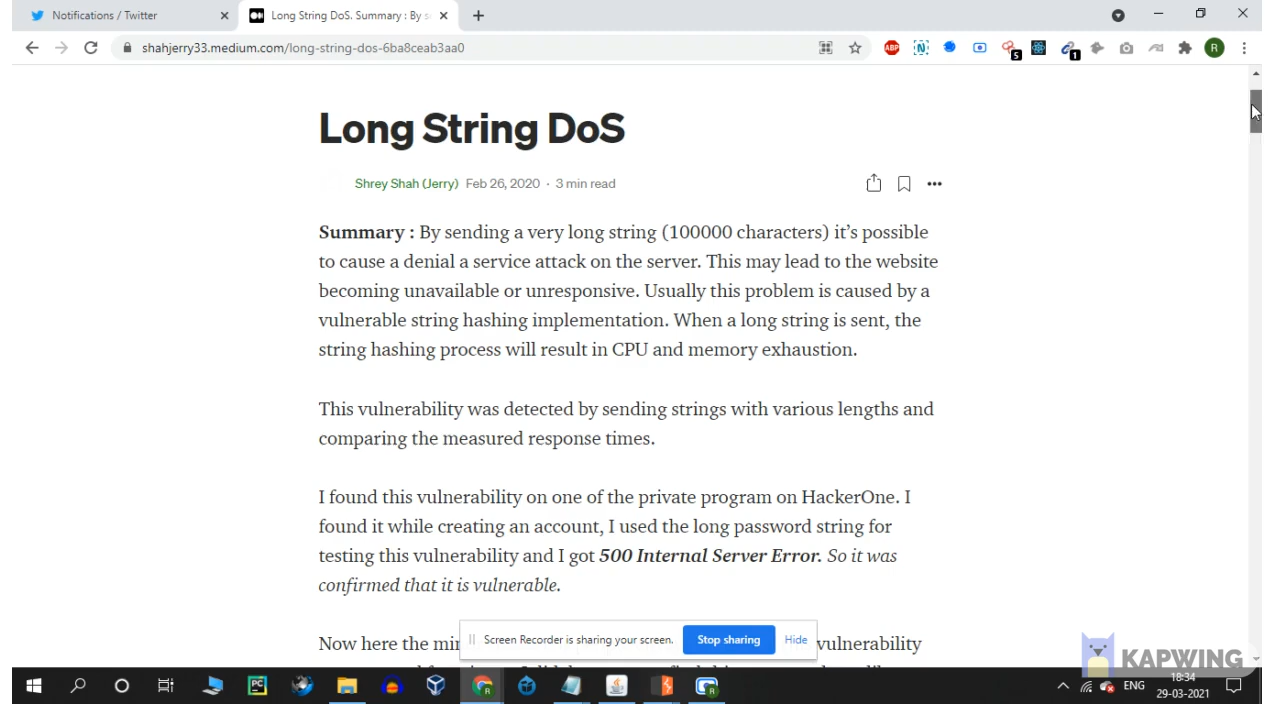 Notifications / Twitter
Long String DoS. Summary : By s
shahjerry33.medium.com/long-string-dos-6ba8ceab3aa0
ABP
N
5
1
R
Long String DoS
Shrey Shah (Jerry) Feb 26, 2020 · 3 min read
Summary : By sending a very long string (100000 characters) it’s possible
to cause a denial a service attack on the server. This may lead to the website
becoming unavailable or unresponsive. Usually this problem is caused by a
vulnerable string hashing implementation. When a long string is sent, the
string hashing process will result in CPU and memory exhaustion.
This vulnerability was detected by sending strings with various lengths and
comparing the measured response times.
I found this vulnerability on one of the private program on HackerOne. I
found it while creating an account, I used the long password string for
testing this vulnerability and I got 500 Internal Server Error. So it was
confirmed that it is vulnerable.
Now here the min vulnerability
Screen Recorder is sharing your screen. Stop sharing Hide
KAPWING
PC
R
R
ENG
18:34
29-03-2021